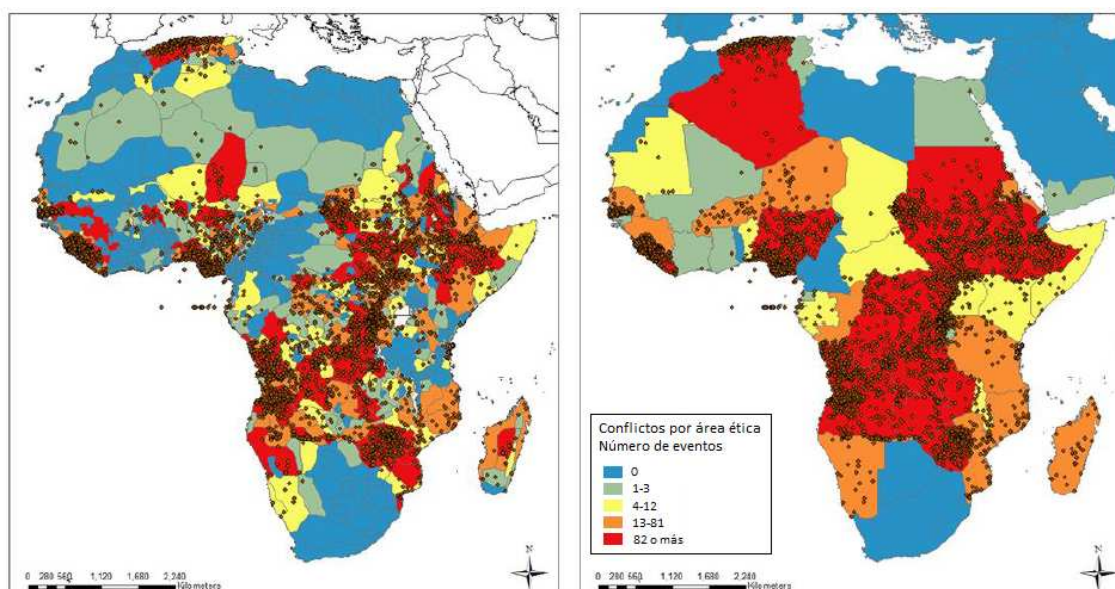 N
0 280 560 1,120 1,680 2,240
Kilometers
Conflictos por área ética
Número de eventos
0
1-3
4-12
13-81
82 o más
N
0 280 560 1,120 1,680 2,240
Kilometers